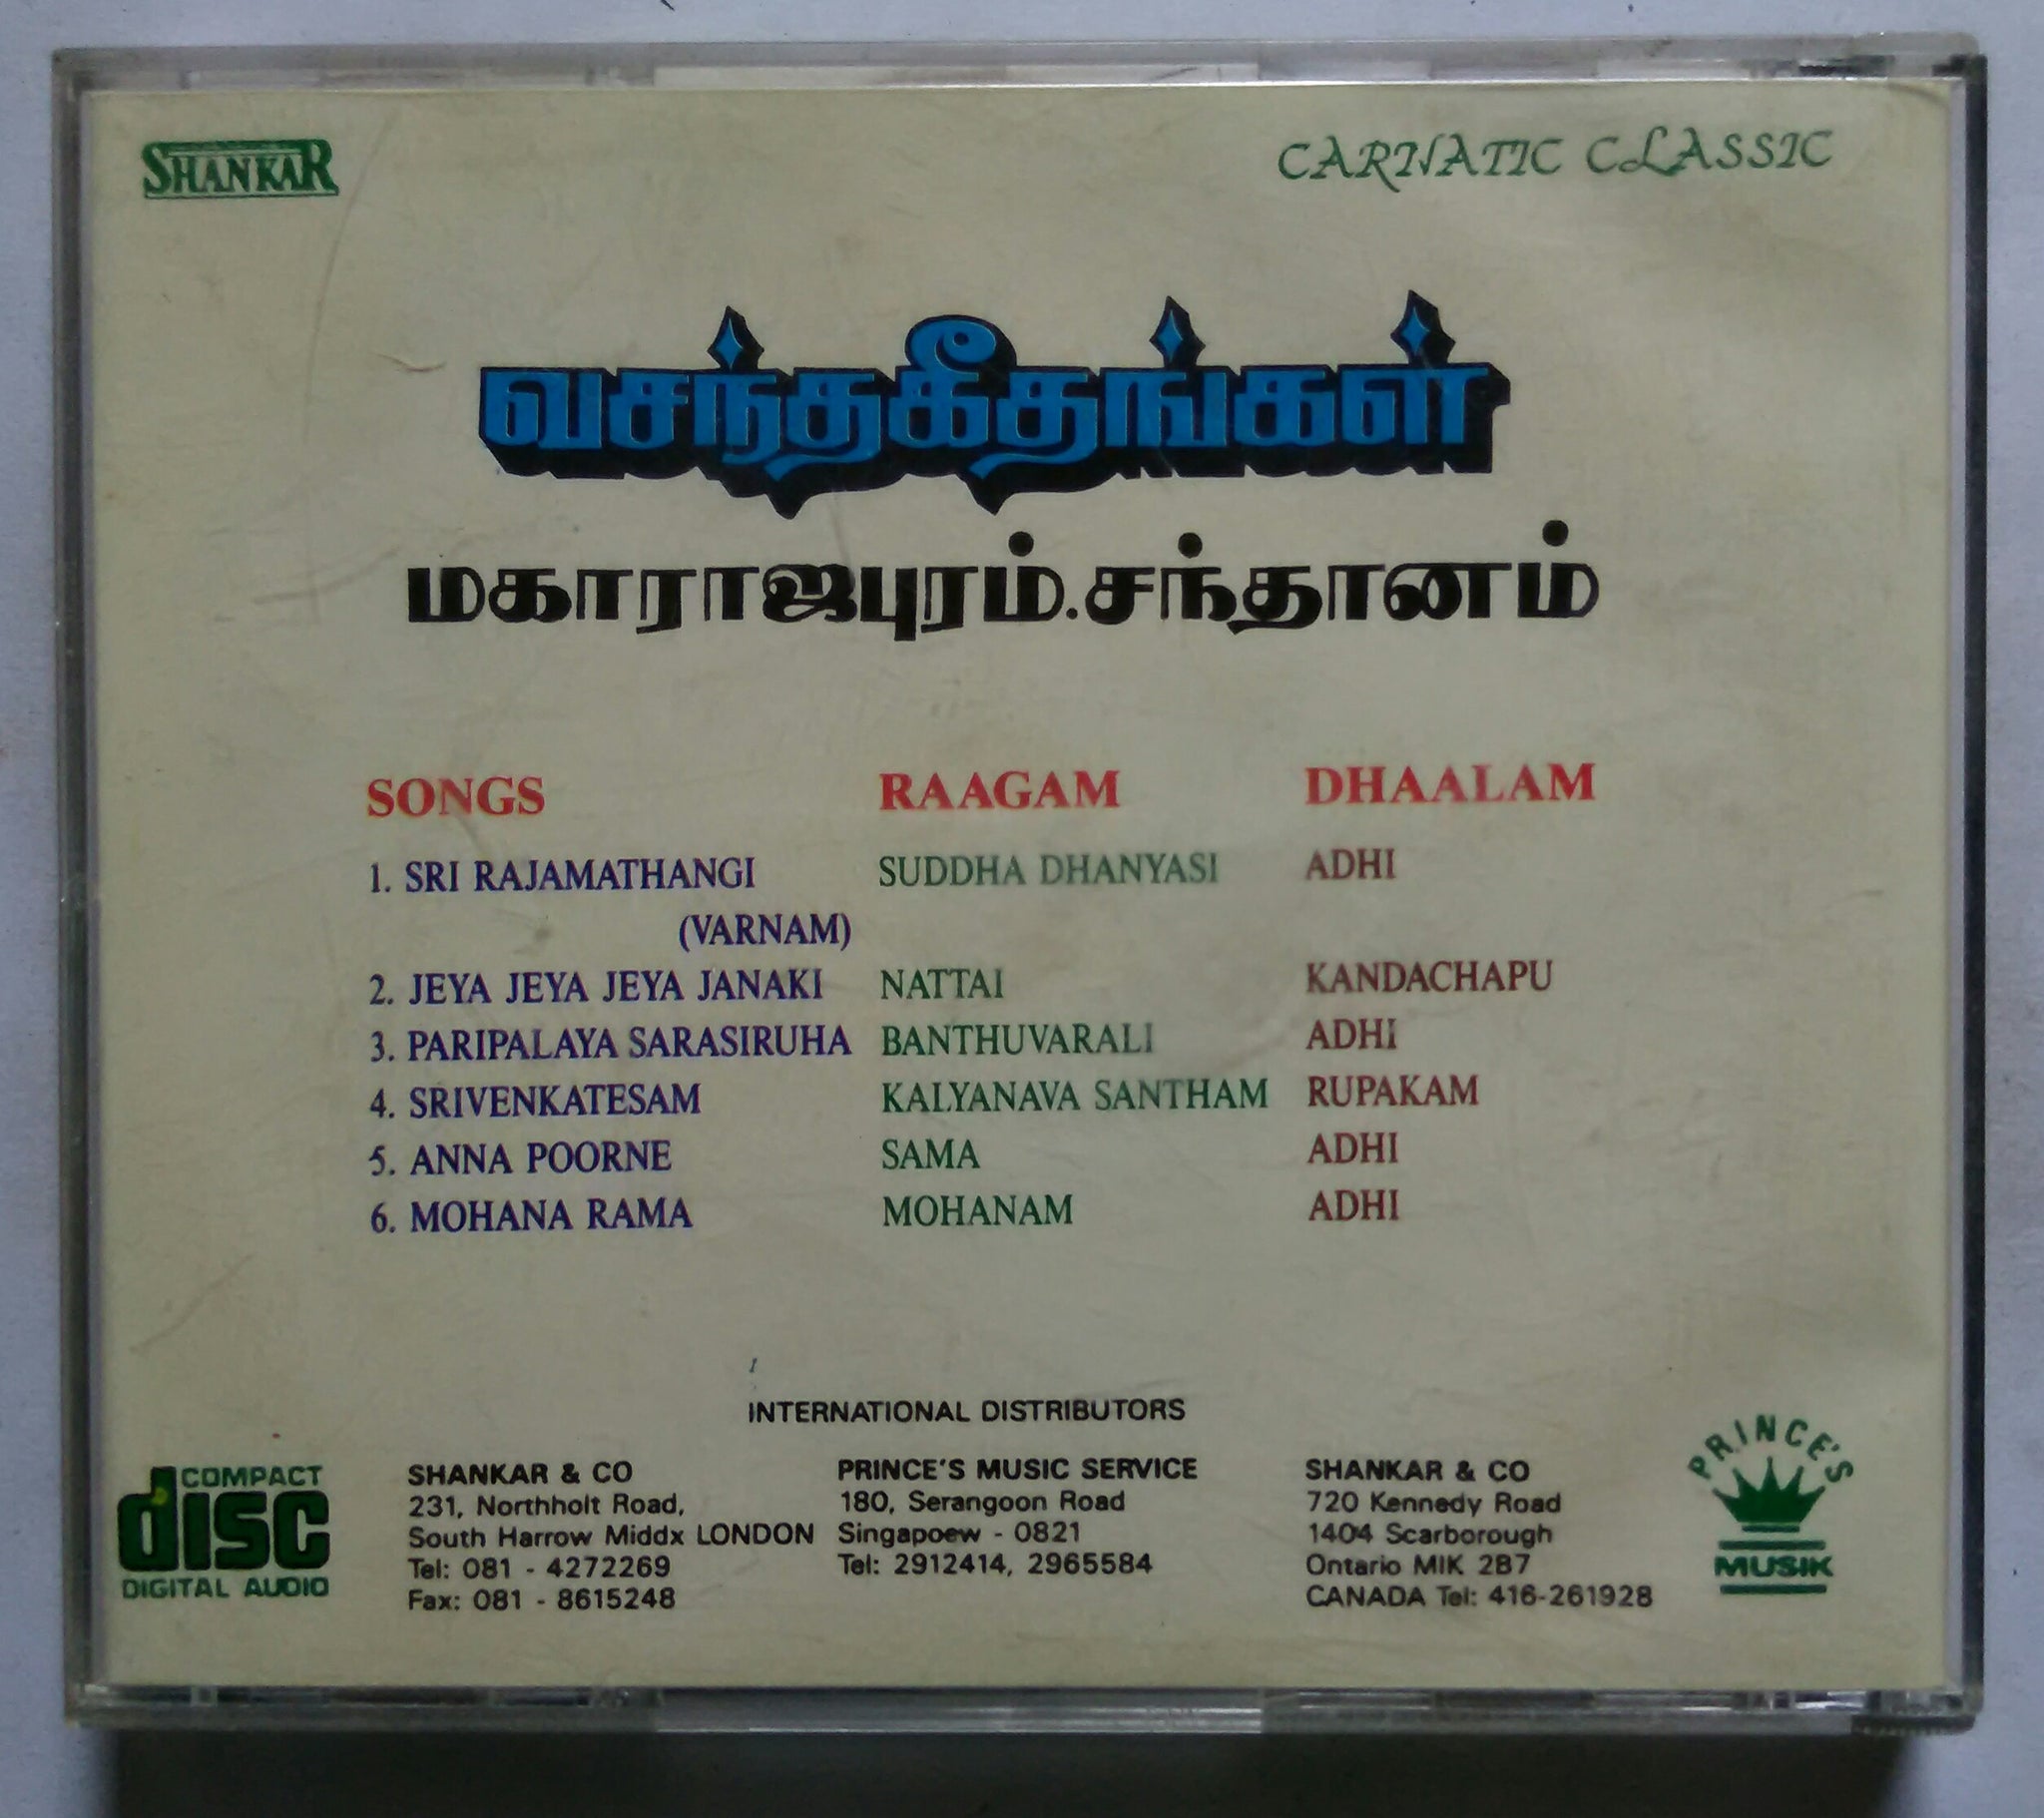 SHANKAR
CARNATIC CLASSIC
வசந்தகீதங்கள்
மகாராஜபுரம்.சந்தானம்
SONGS RAAGAM DHAALAM
1. SRI RAJAMATHANGI SUDDHA DHANYASI ADHI
(VARNAM)
2. JEYA JEYA JEYA JANAKI NATTAI KANDACHAPU
3. PARIPALAYA SARASIRUHA BANTHUVARALI ADHI
4. SRIVENKATESAM KALYANAVA SANTHAM RUPAKAM
5. ANNA POORNE SAMA ADHI
6. MOHANA RAMA MOHANAM ADHI
INTERNATIONAL DISTRIBUTORS
COMPACT
disc
DIGITAL AUDIO
SHANKAR & CO
231, Northholt Road,
South Harrow Middx LONDON
Tel: 081 - 4272269
Fax: 081 - 8615248
PRINCE'S MUSIC SERVICE
180, Serangoon Road
Singapoew - 0821
Tel: 2912414, 2965584
SHANKAR & CO
720 Kennedy Road
1404 Scarborough
Ontario MIK 2B7
CANADA Tel: 416-261928
PRINCE'S
MUSIK